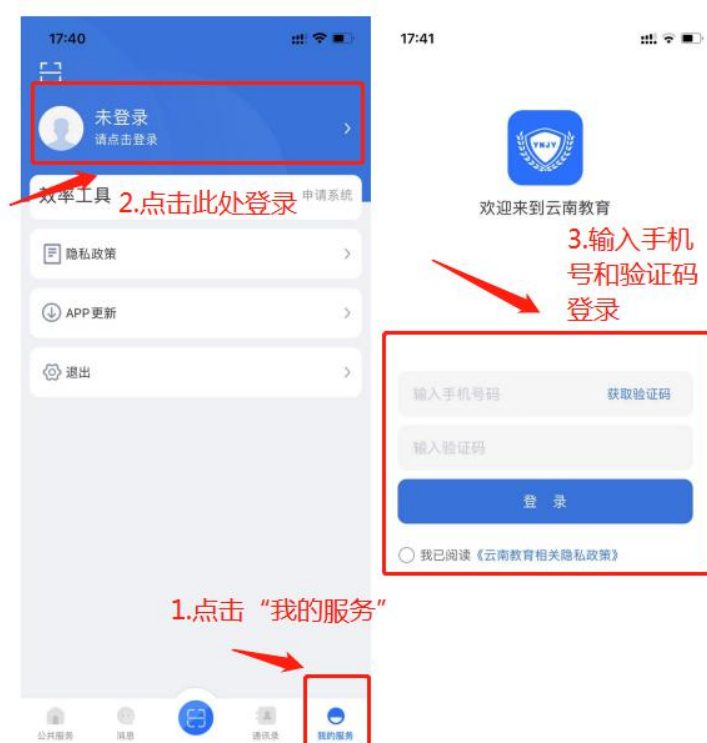 17:40
未登录
请点击登录
效率工具
2.点击此处登录
申请系统
隐私政策
APP更新
退出
1.点击“我的服务”
公共服务
消息
通讯录
我的服务
17:41
YNJY
欢迎来到云南教育
3.输入手机
号和验证码
登录
输入手机号码
获取验证码
输入验证码
登 录
我已阅读《云南教育相关隐私政策》